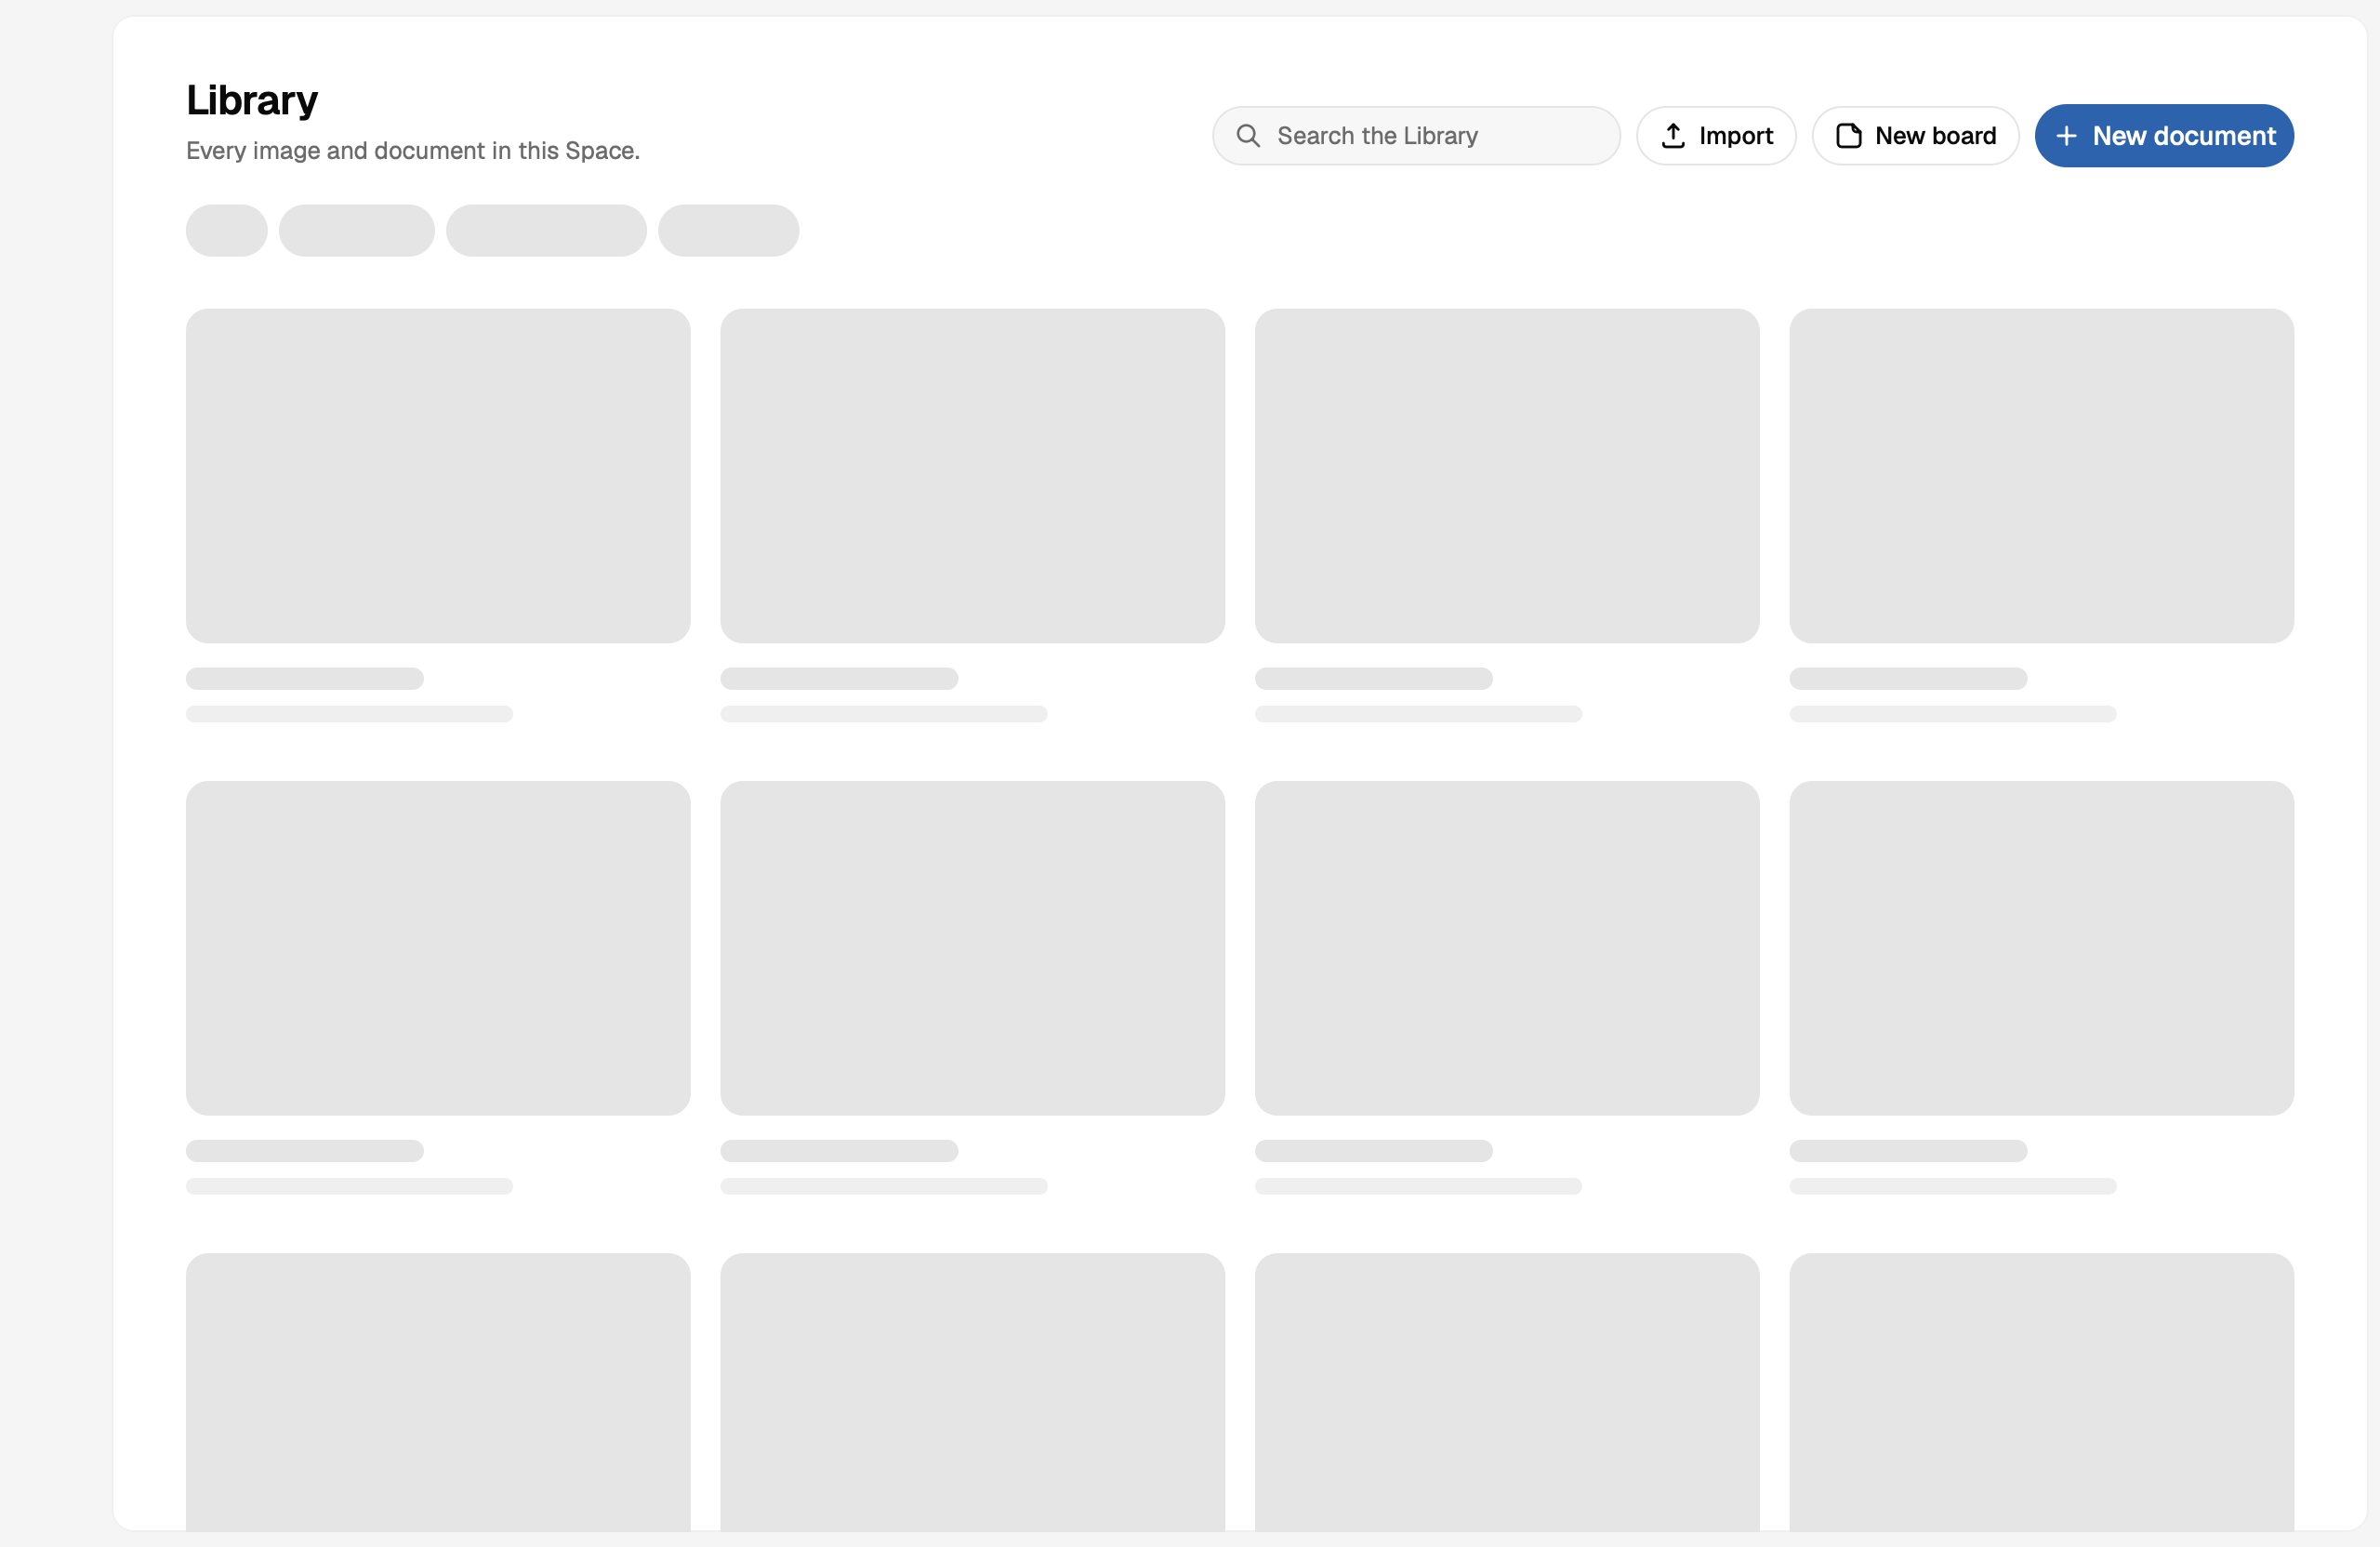 Library
Every image and document in this Space.
Search the Library
Import
New board
New document